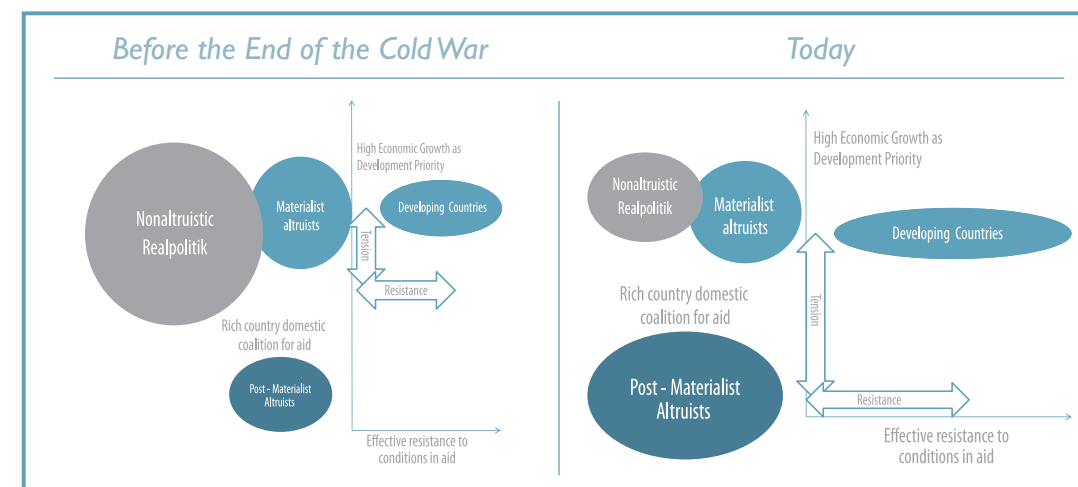 Before the End of the Cold War
High Economic Growth as
Development Priority
Nonaltruistic
Realpolitik
Materialist
altruists
Developing Countries
Tension
Resistance
Rich country domestic
coalition for aid
Post - Materialist
Altruists
Effective resistance to
conditions in aid
Today
High Economic Growth as
Development Priority
Nonaltruistic
Realpolitik
Materialist
altruists
Developing Countries
Tension
Rich country domestic
coalition for aid
Post - Materialist
Altruists
Resistance
Effective resistance to
conditions in aid